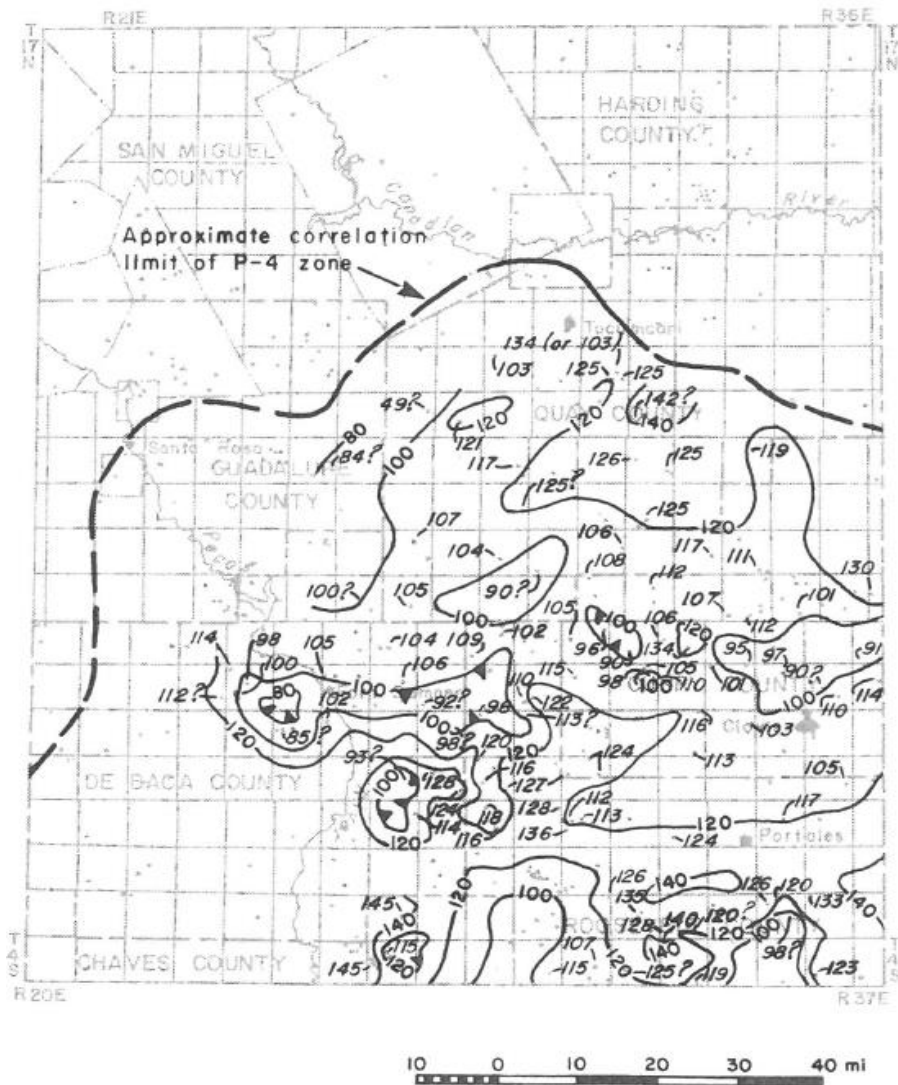 R21E R36E
T17N T17N
HARDING
COUNTY
SAN MIGUEL
COUNTY
Canadian River
Approximate correlation
limit of P-4 zone
Tucumcari
134 (or 103)
103 125 125
49? 120 142?
QUAY COUNTY
80 120 140
121 119
Santa Rosa 84? 100
GUADALUPE 117 126 125
COUNTY 125?
125 120
Pecos
107 106
104 108 117 111
130
112
100? 105 90? 107 101
100 105 100 106 120 112
114 98 105 104 109 102 96 134 95 97 91
100 106 90 105 90?
112? 80 100 110 115 98 100 110 101 100 114
102 92? 98 122 110
COUNTY
120 85? 100 113? 116 Clovis 103
93? 98? 120 120 124 113
DE BACA COUNTY 100 128 116 127 105
124 118 128 112 117
114 113
120 116 136 120
124 Portales
120 126 140 126 120
145 100 135 133 140
140 128 140 120? 120 100
115 107 140 98?
CHAVES COUNTY 145 120 115 120 125? 119 123
T4S T4S
R20E R37E
10 0 10 20 30 40 mi